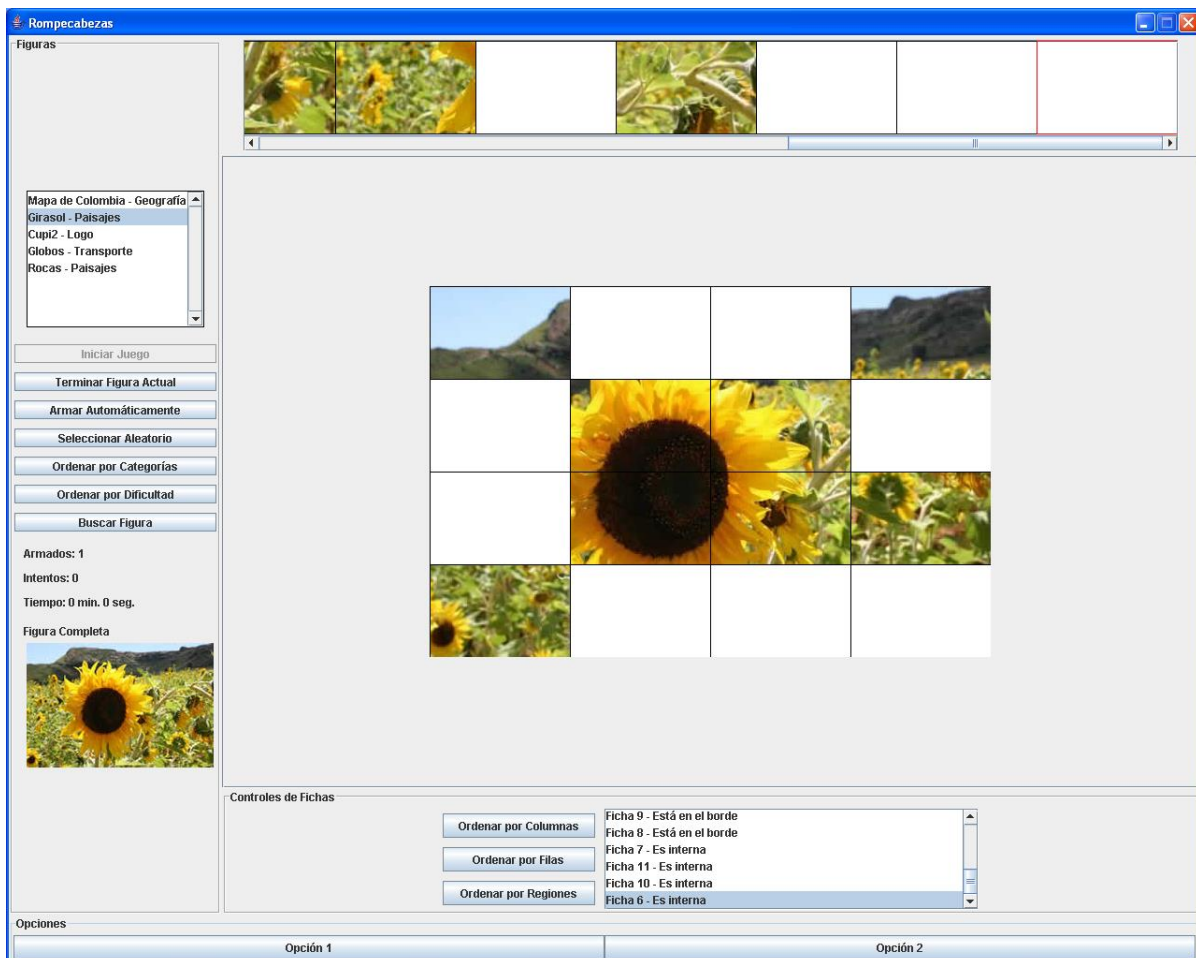 Rompecabezas
Figuras
Mapa de Colombia - Geografía
Girasol - Paisajes
Cupi2 - Logo
Globos - Transporte
Rocas - Paisajes
Iniciar Juego
Terminar Figura Actual
Armar Automáticamente
Seleccionar Aleatorio
Ordenar por Categorías
Ordenar por Dificultad
Buscar Figura
Armados: 1
Intentos: 0
Tiempo: 0 min. 0 seg.
Figura Completa
Controles de Fichas
Ordenar por Columnas
Ordenar por Filas
Ordenar por Regiones
Ficha 9 - Está en el borde
Ficha 8 - Está en el borde
Ficha 7 - Es interna
Ficha 11 - Es interna
Ficha 10 - Es interna
Ficha 6 - Es interna
Opciones
Opción 1
Opción 2